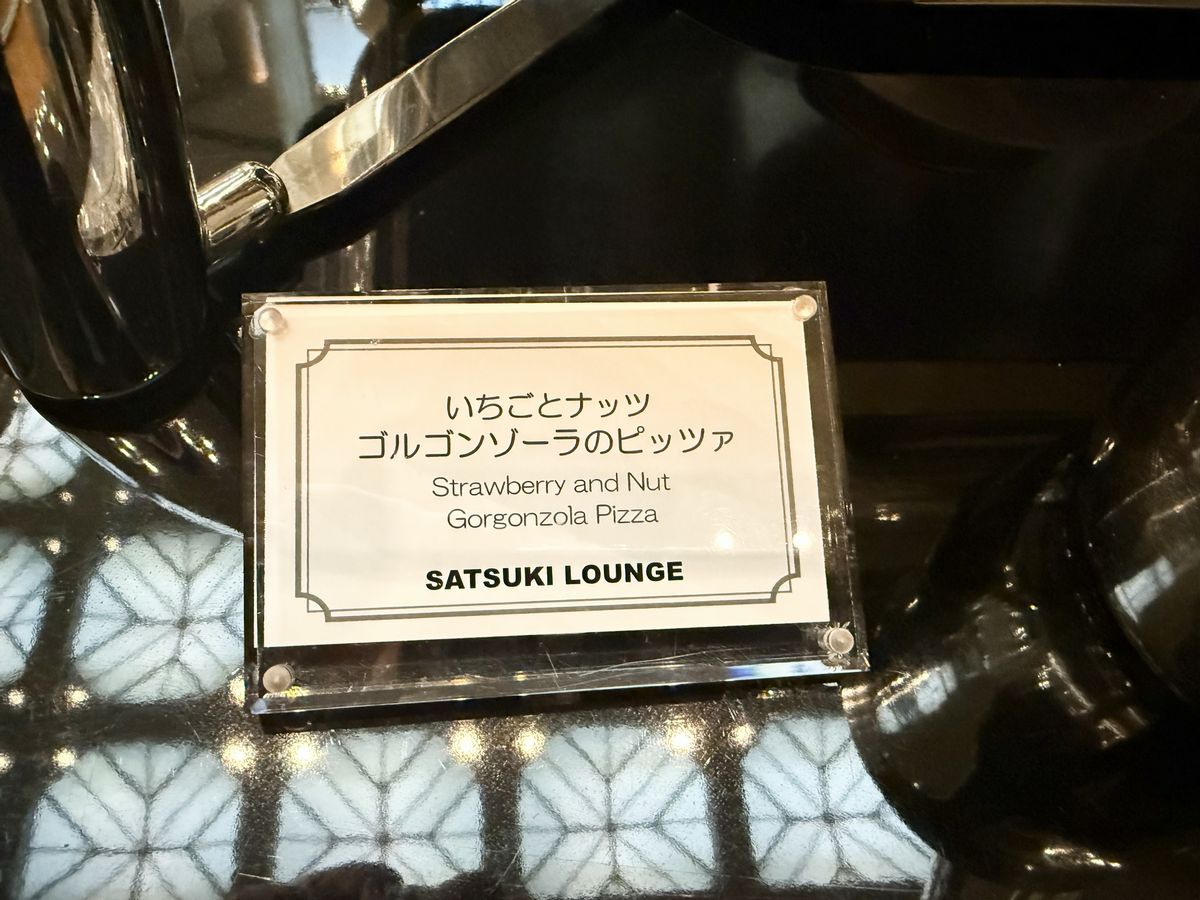 いちごとナッツ
ゴルゴンゾーラのピッツァ
Strawberry and Nut
Gorgonzola Pizza
SATSUKI LOUNGE